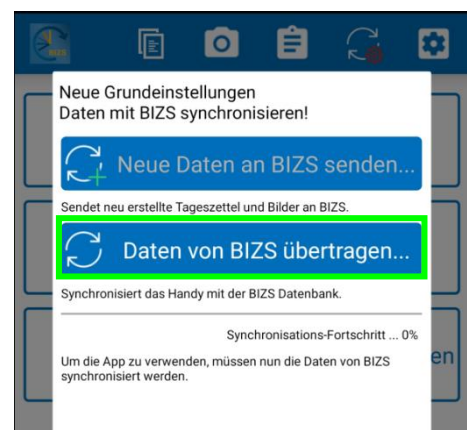 BIZS
Neue Grundeinstellungen
Daten mit BIZS synchronisieren!
Neue Daten an BIZS senden...
Sendet neu erstellte Tageszettel und Bilder an BIZS.
Daten von BIZS übertragen...
Synchronisiert das Handy mit der BIZS Datenbank.
Synchronisations-Fortschritt ... 0%
Um die App zu verwenden, müssen nun die Daten von BIZS
synchronisiert werden.
en